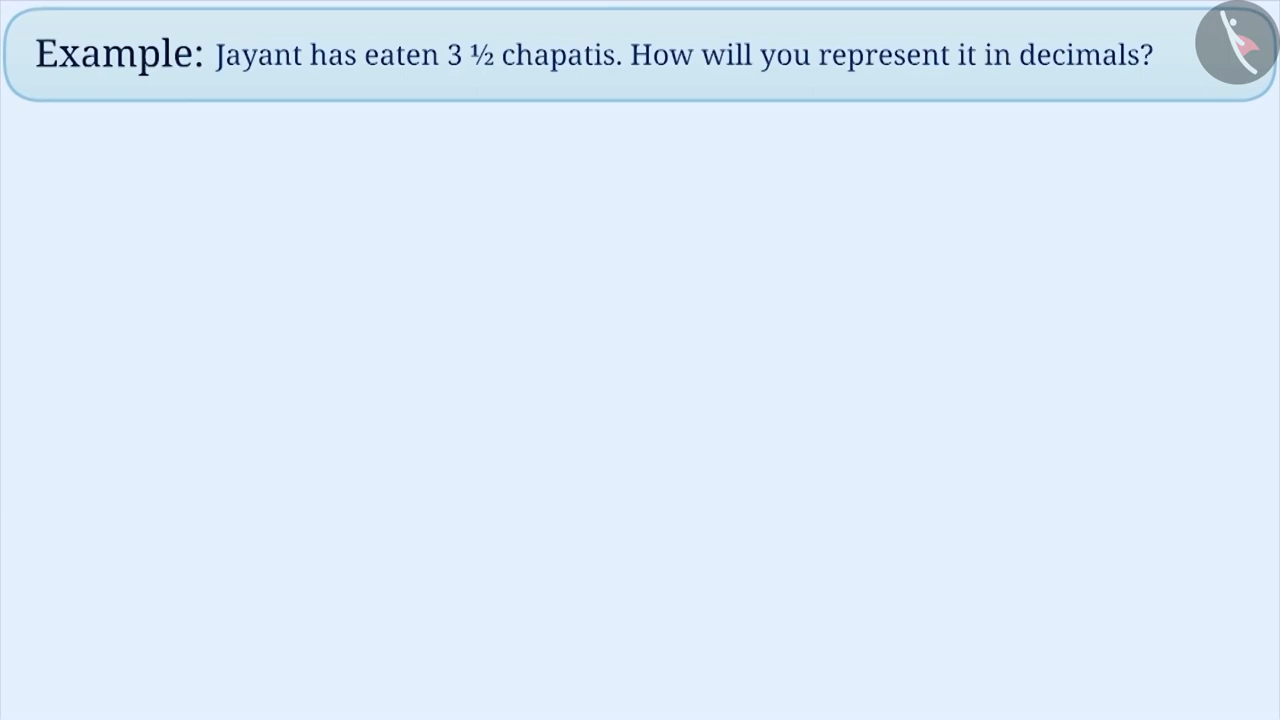 Example: Jayant has eaten 3 ½ chapatis. How will you represent it in decimals?